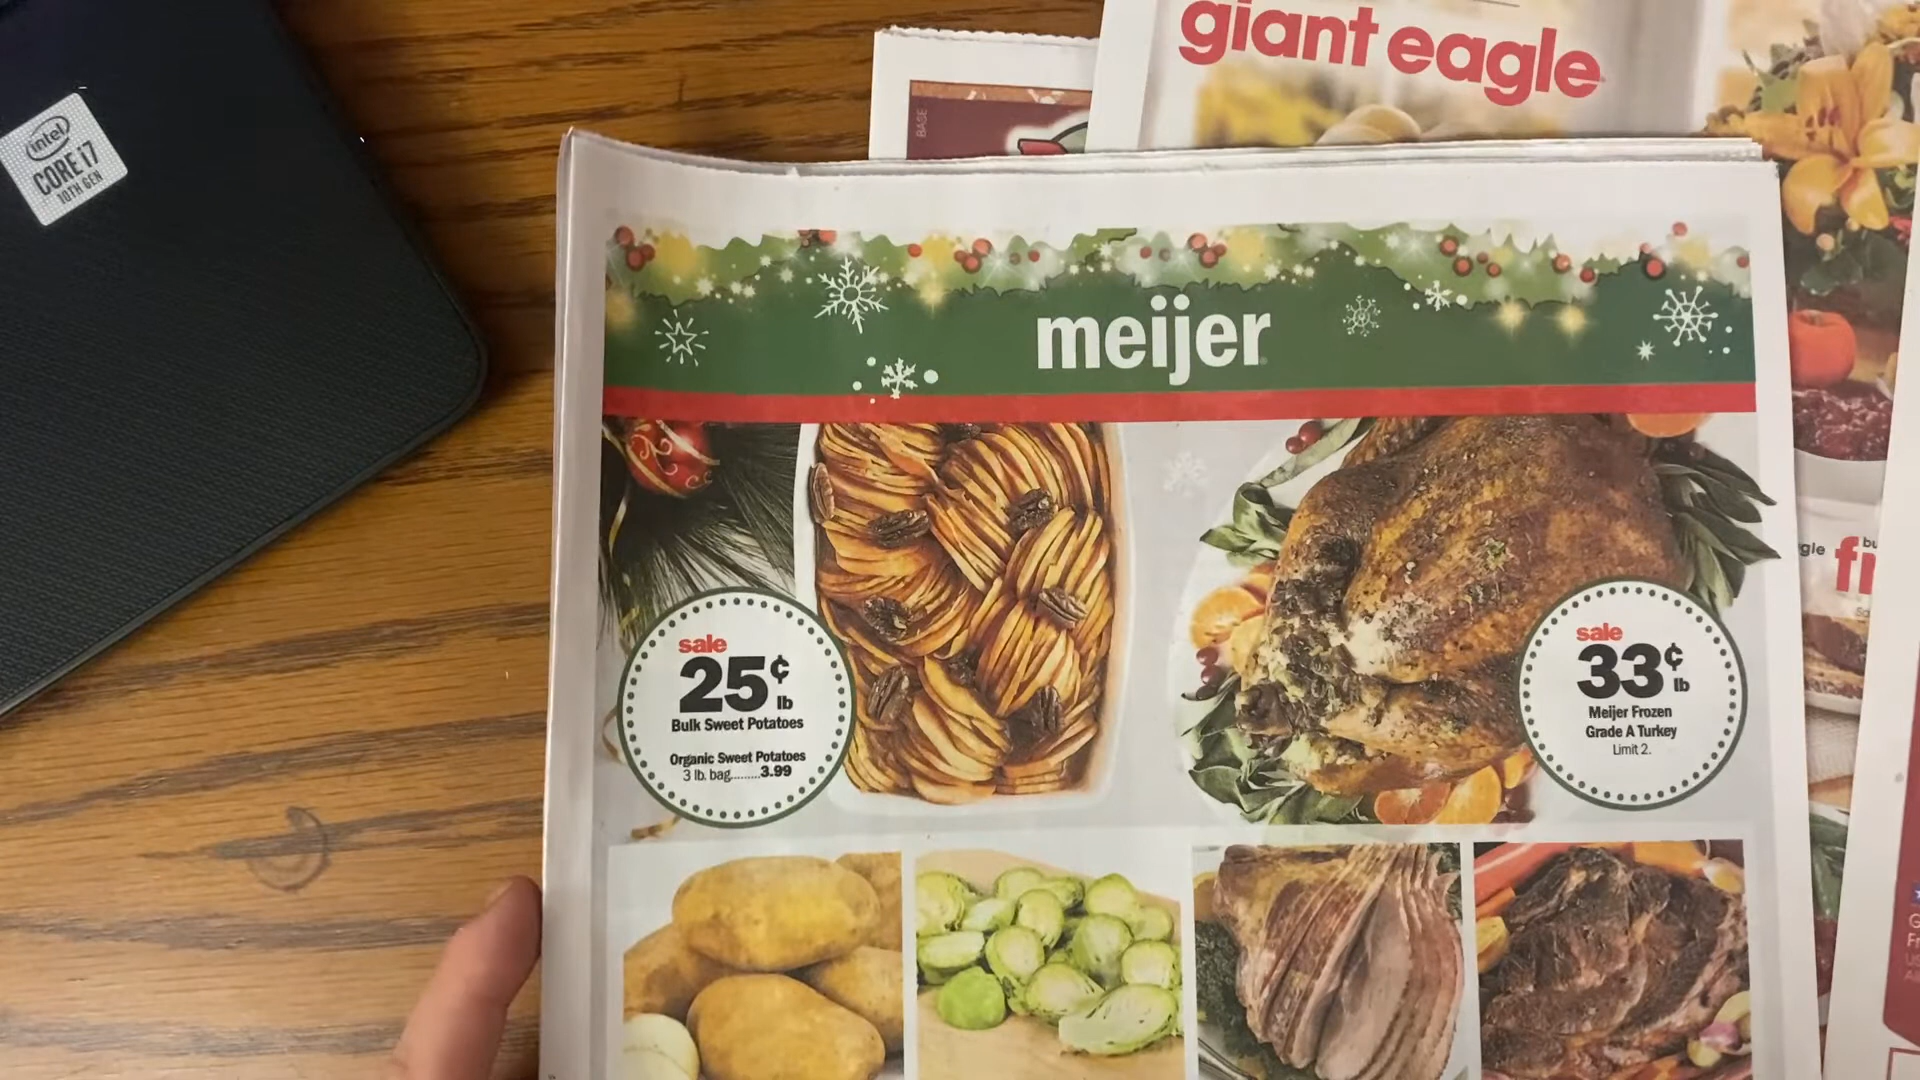 giant eagle
BASE
intel
CORE i7
10TH GEN
meijer
sale
25¢
lb
Bulk Sweet Potatoes
Organic Sweet Potatoes
3 lb. bag.........3.99
sale
33¢
lb
Meijer Frozen
Grade A Turkey
Limit 2.